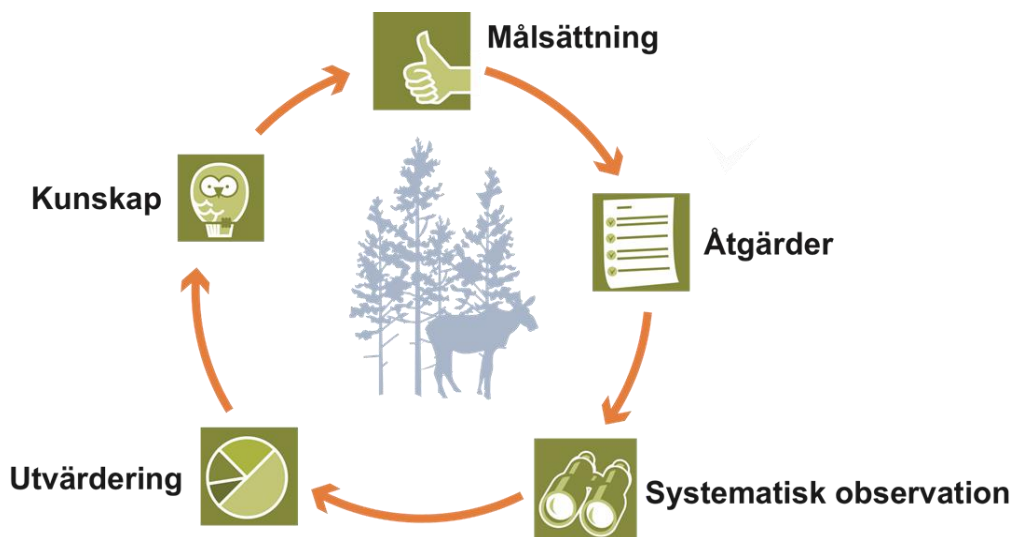 Målsättning
Åtgärder
Systematisk observation
Utvärdering
Kunskap